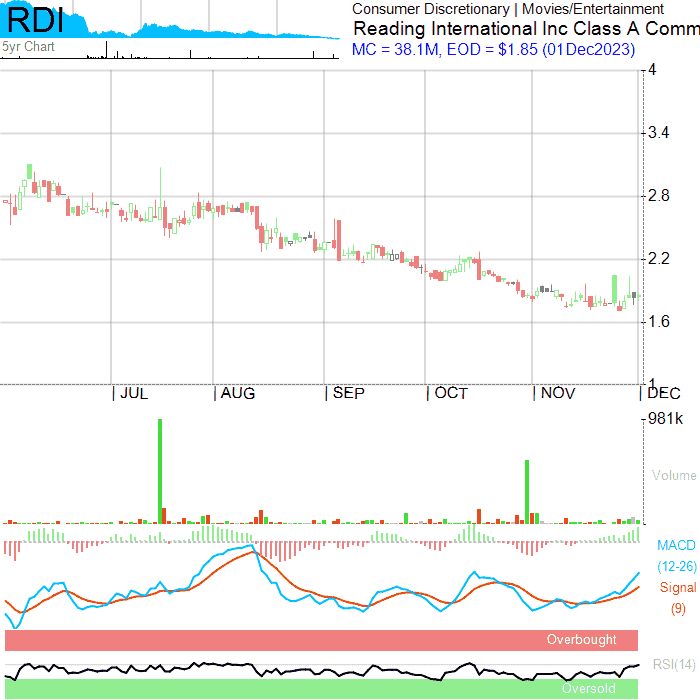 RDI
5yr Chart
Consumer Discretionary | Movies/Entertainment
Reading International Inc Class A Comm
MC = 38.1M, EOD = $1.85 (01Dec2023)
4
3.4
2.8
2.2
1.6
1
JUL AUG SEP OCT NOV DEC
981k
Volume
MACD
(12-26)
Signal
(9)
Overbought
RSI(14)
Oversold